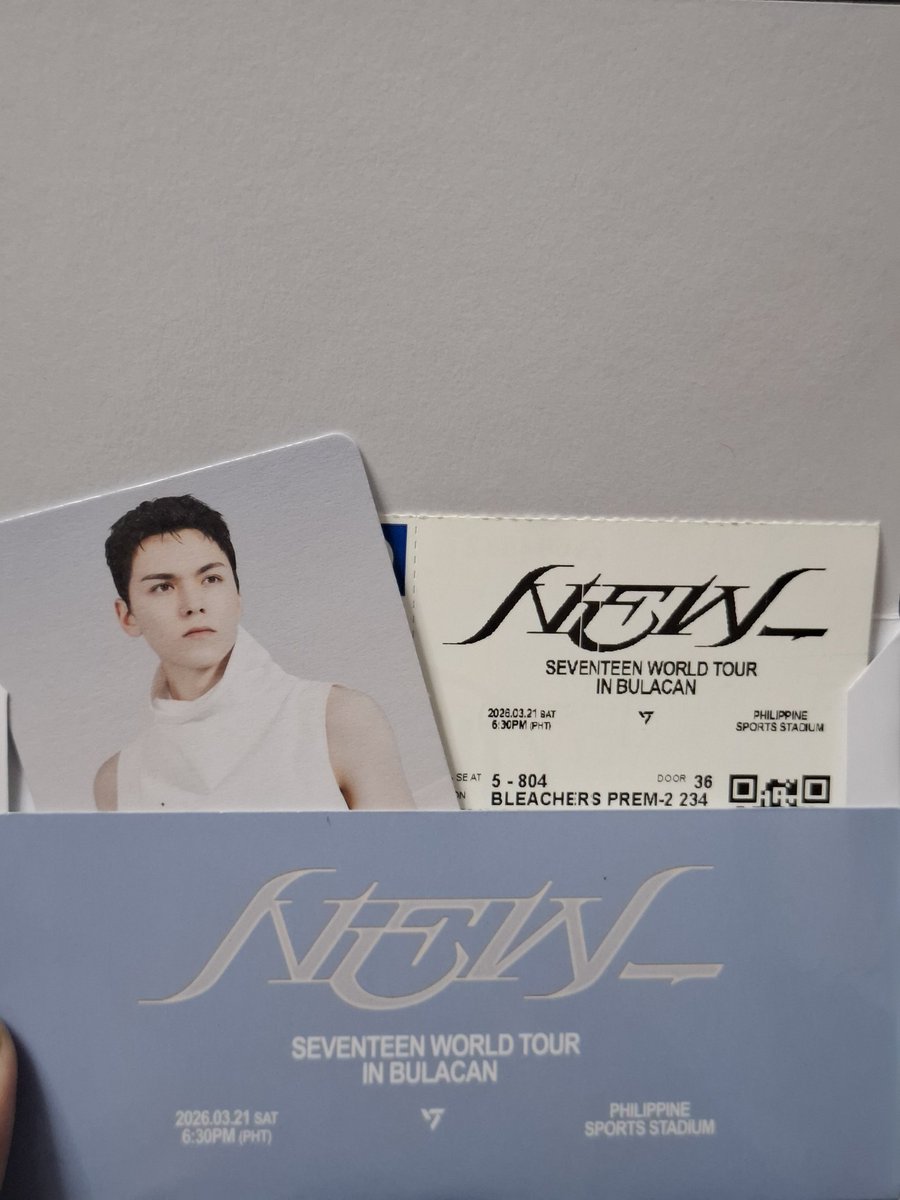 NEW_
SEVENTEEN WORLD TOUR
IN BULACAN
2026.03.21 SAT
6:30PM (PHT)
PHILIPPINE
SPORTS STADIUM
SEAT 5 - 804 DOOR 36
BLEACHERS PREM-2 234
NEW_
SEVENTEEN WORLD TOUR
IN BULACAN
2026.03.21 SAT
6:30PM (PHT)
PHILIPPINE
SPORTS STADIUM